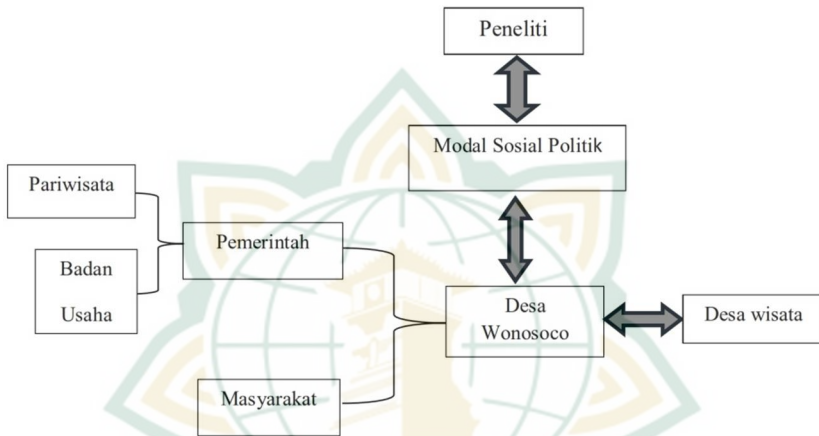 Peneliti
Modal Sosial Politik
Pariwisata
Pemerintah
Badan
Usaha
Desa
Wonosoco
Desa wisata
Masyarakat